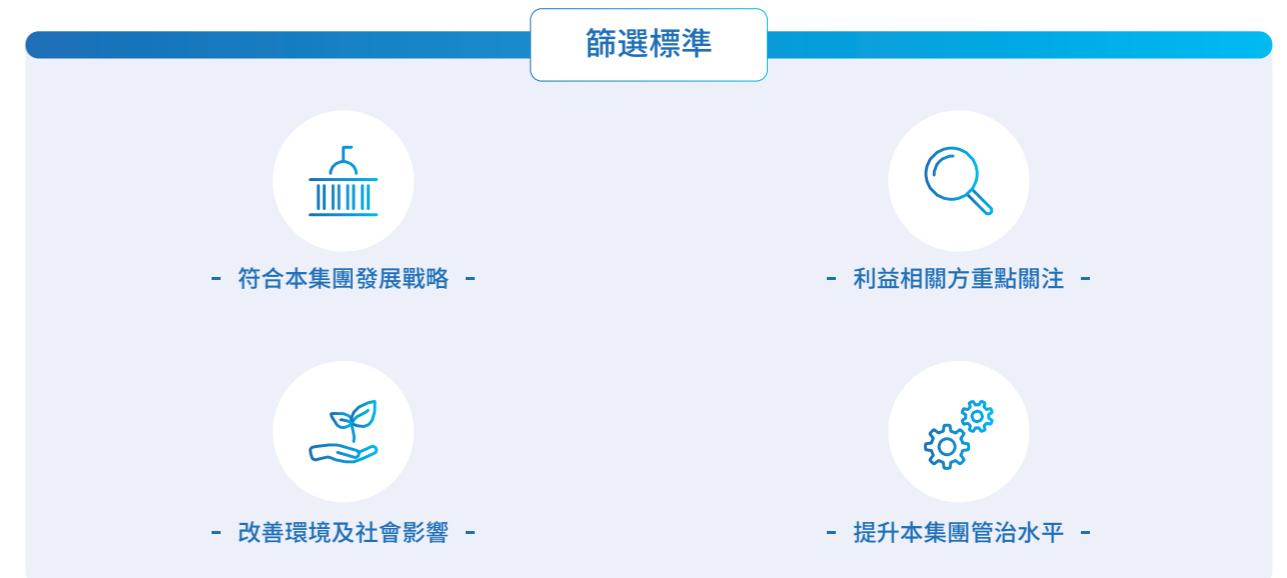 篩選標準
- 符合本集團發展戰略 -
- 利益相關方重點關注 -
- 改善環境及社會影響 -
- 提升本集團管治水平 -